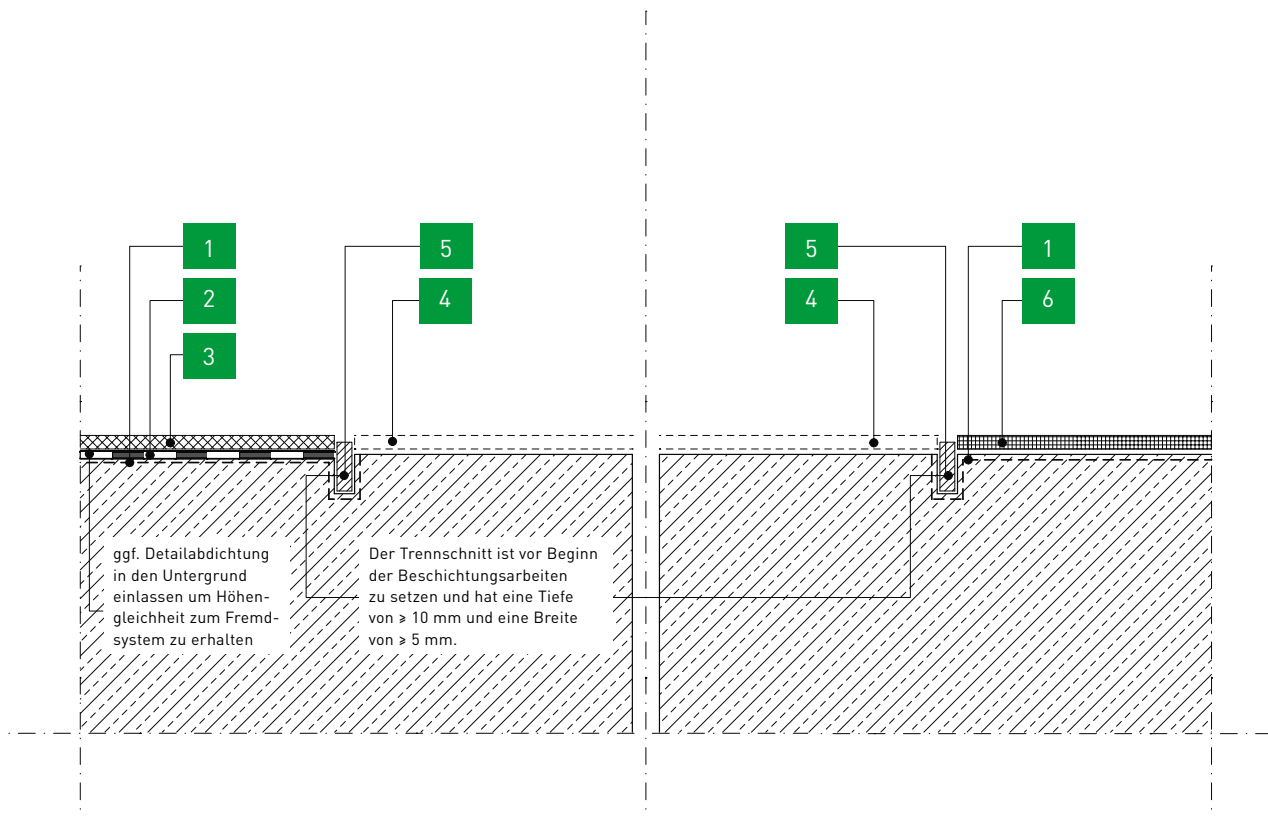 1
5
5
1
2
4
4
6
3
ggf. Detailabdichtung
in den Untergrund
einlassen um Höhen-
gleichheit zum Fremd-
system zu erhalten
Der Trennschnitt ist vor Beginn
der Beschichtungsarbeiten
zu setzen und hat eine Tiefe
von ≥ 10 mm und eine Breite
von ≥ 5 mm.